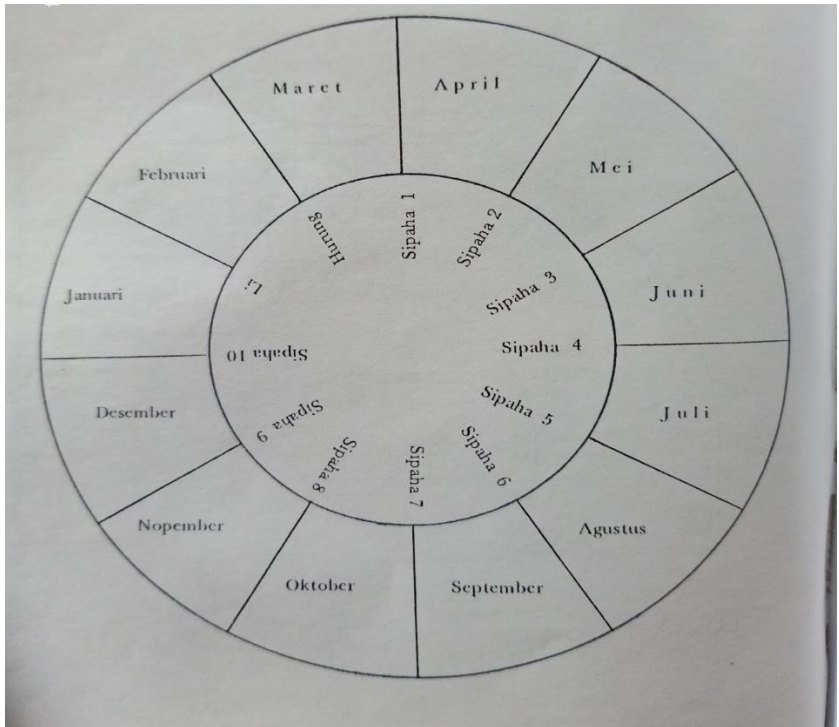 Maret
April
Februari
Mei
Januari
Juni
Desember
Juli
Nopember
Agustus
Oktober
September
Hurung
Sipaha 1
Sipaha 2
Sipaha 3
Sipaha 4
Sipaha 5
Sipaha 6
Sipaha 7
Sipaha 8
Sipaha 9
Sipaha 10
Li